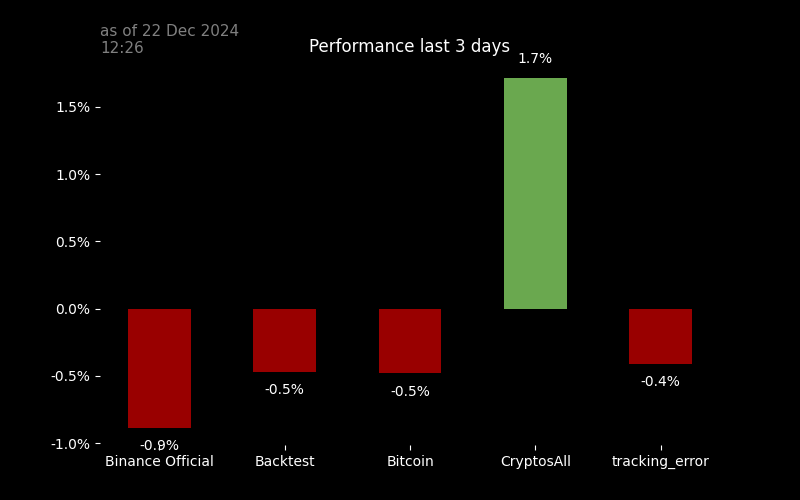 as of 22 Dec 2024
12:26
Performance last 3 days
1.7%
1.5%
1.0%
0.5%
0.0%
-0.5%
-1.0%
-0.5%
-0.5%
-0.4%
-0.9%
Binance Official
Backtest
Bitcoin
CryptosAll
tracking_error